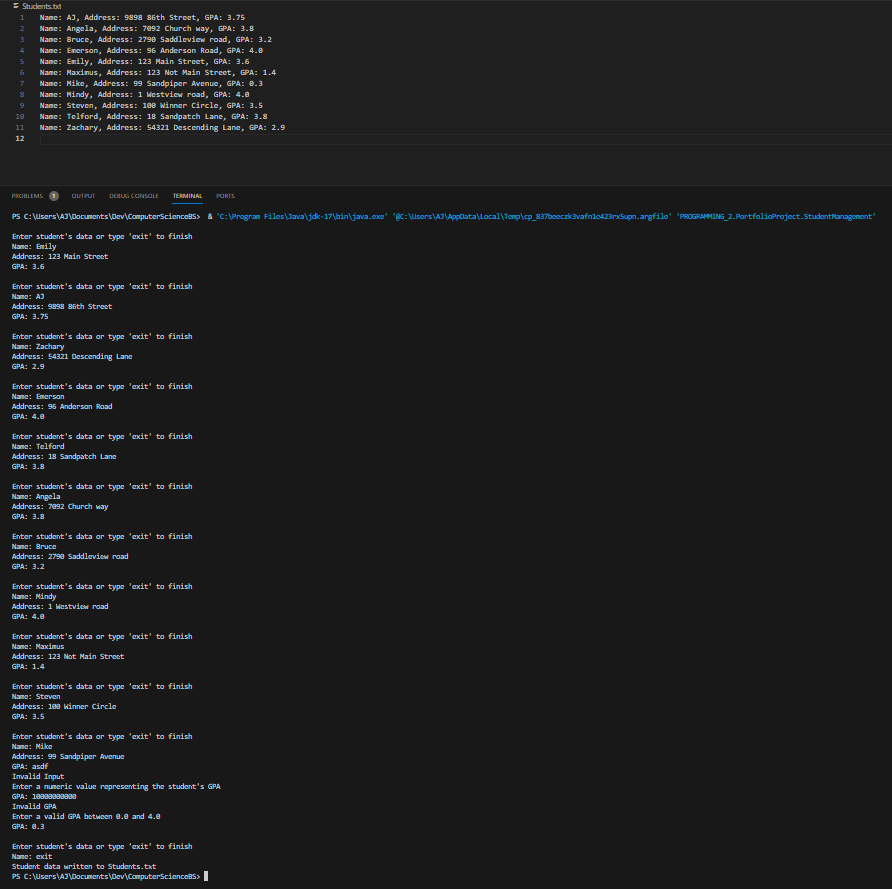 Students.txt
1 Name: AJ, Address: 9898 86th Street, GPA: 3.75
2 Name: Angela, Address: 7092 Church way, GPA: 3.8
3 Name: Bruce, Address: 2790 Saddleview road, GPA: 3.2
4 Name: Emerson, Address: 96 Anderson Road, GPA: 4.0
5 Name: Emily, Address: 123 Main Street, GPA: 3.6
6 Name: Maximus, Address: 123 Not Main Street, GPA: 1.4
7 Name: Mike, Address: 99 Sandpiper Avenue, GPA: 0.3
8 Name: Mindy, Address: 1 Westview road, GPA: 4.0
9 Name: Steven, Address: 100 Winner Circle, GPA: 3.5
10 Name: Telford, Address: 18 Sandpatch Lane, GPA: 3.8
11 Name: Zachary, Address: 54321 Descending Lane, GPA: 2.9
12
PROBLEMS 1 OUTPUT DEBUG CONSOLE TERMINAL PORTS
PS C:\Users\AJ\Documents\Dev\ComputerScienceBS> & 'C:\Program Files\Java\jdk-17\bin\java.exe' '@C:\Users\AJ\AppData\Local\Temp\cp_837beeczk3vafn1e423rx5upn.argfile' 'PROGRAMMING_2.PortfolioProject.StudentManagement'
Enter student's data or type 'exit' to finish
Name: Emily
Address: 123 Main Street
GPA: 3.6
Enter student's data or type 'exit' to finish
Name: AJ
Address: 9898 86th Street
GPA: 3.75
Enter student's data or type 'exit' to finish
Name: Zachary
Address: 54321 Descending Lane
GPA: 2.9
Enter student's data or type 'exit' to finish
Name: Emerson
Address: 96 Anderson Road
GPA: 4.0
Enter student's data or type 'exit' to finish
Name: Telford
Address: 18 Sandpatch Lane
GPA: 3.8
Enter student's data or type 'exit' to finish
Name: Angela
Address: 7092 Church way
GPA: 3.8
Enter student's data or type 'exit' to finish
Name: Bruce
Address: 2790 Saddleview road
GPA: 3.2
Enter student's data or type 'exit' to finish
Name: Mindy
Address: 1 Westview road
GPA: 4.0
Enter student's data or type 'exit' to finish
Name: Maximus
Address: 123 Not Main Street
GPA: 1.4
Enter student's data or type 'exit' to finish
Name: Steven
Address: 100 Winner Circle
GPA: 3.5
Enter student's data or type 'exit' to finish
Name: Mike
Address: 99 Sandpiper Avenue
GPA: asdf
Invalid Input
Enter a numeric value representing the student's GPA
GPA: 10000000000
Invalid GPA
Enter a valid GPA between 0.0 and 4.0
GPA: 0.3
Enter student's data or type 'exit' to finish
Name: exit
Student data written to Students.txt
PS C:\Users\AJ\Documents\Dev\ComputerScienceBS>